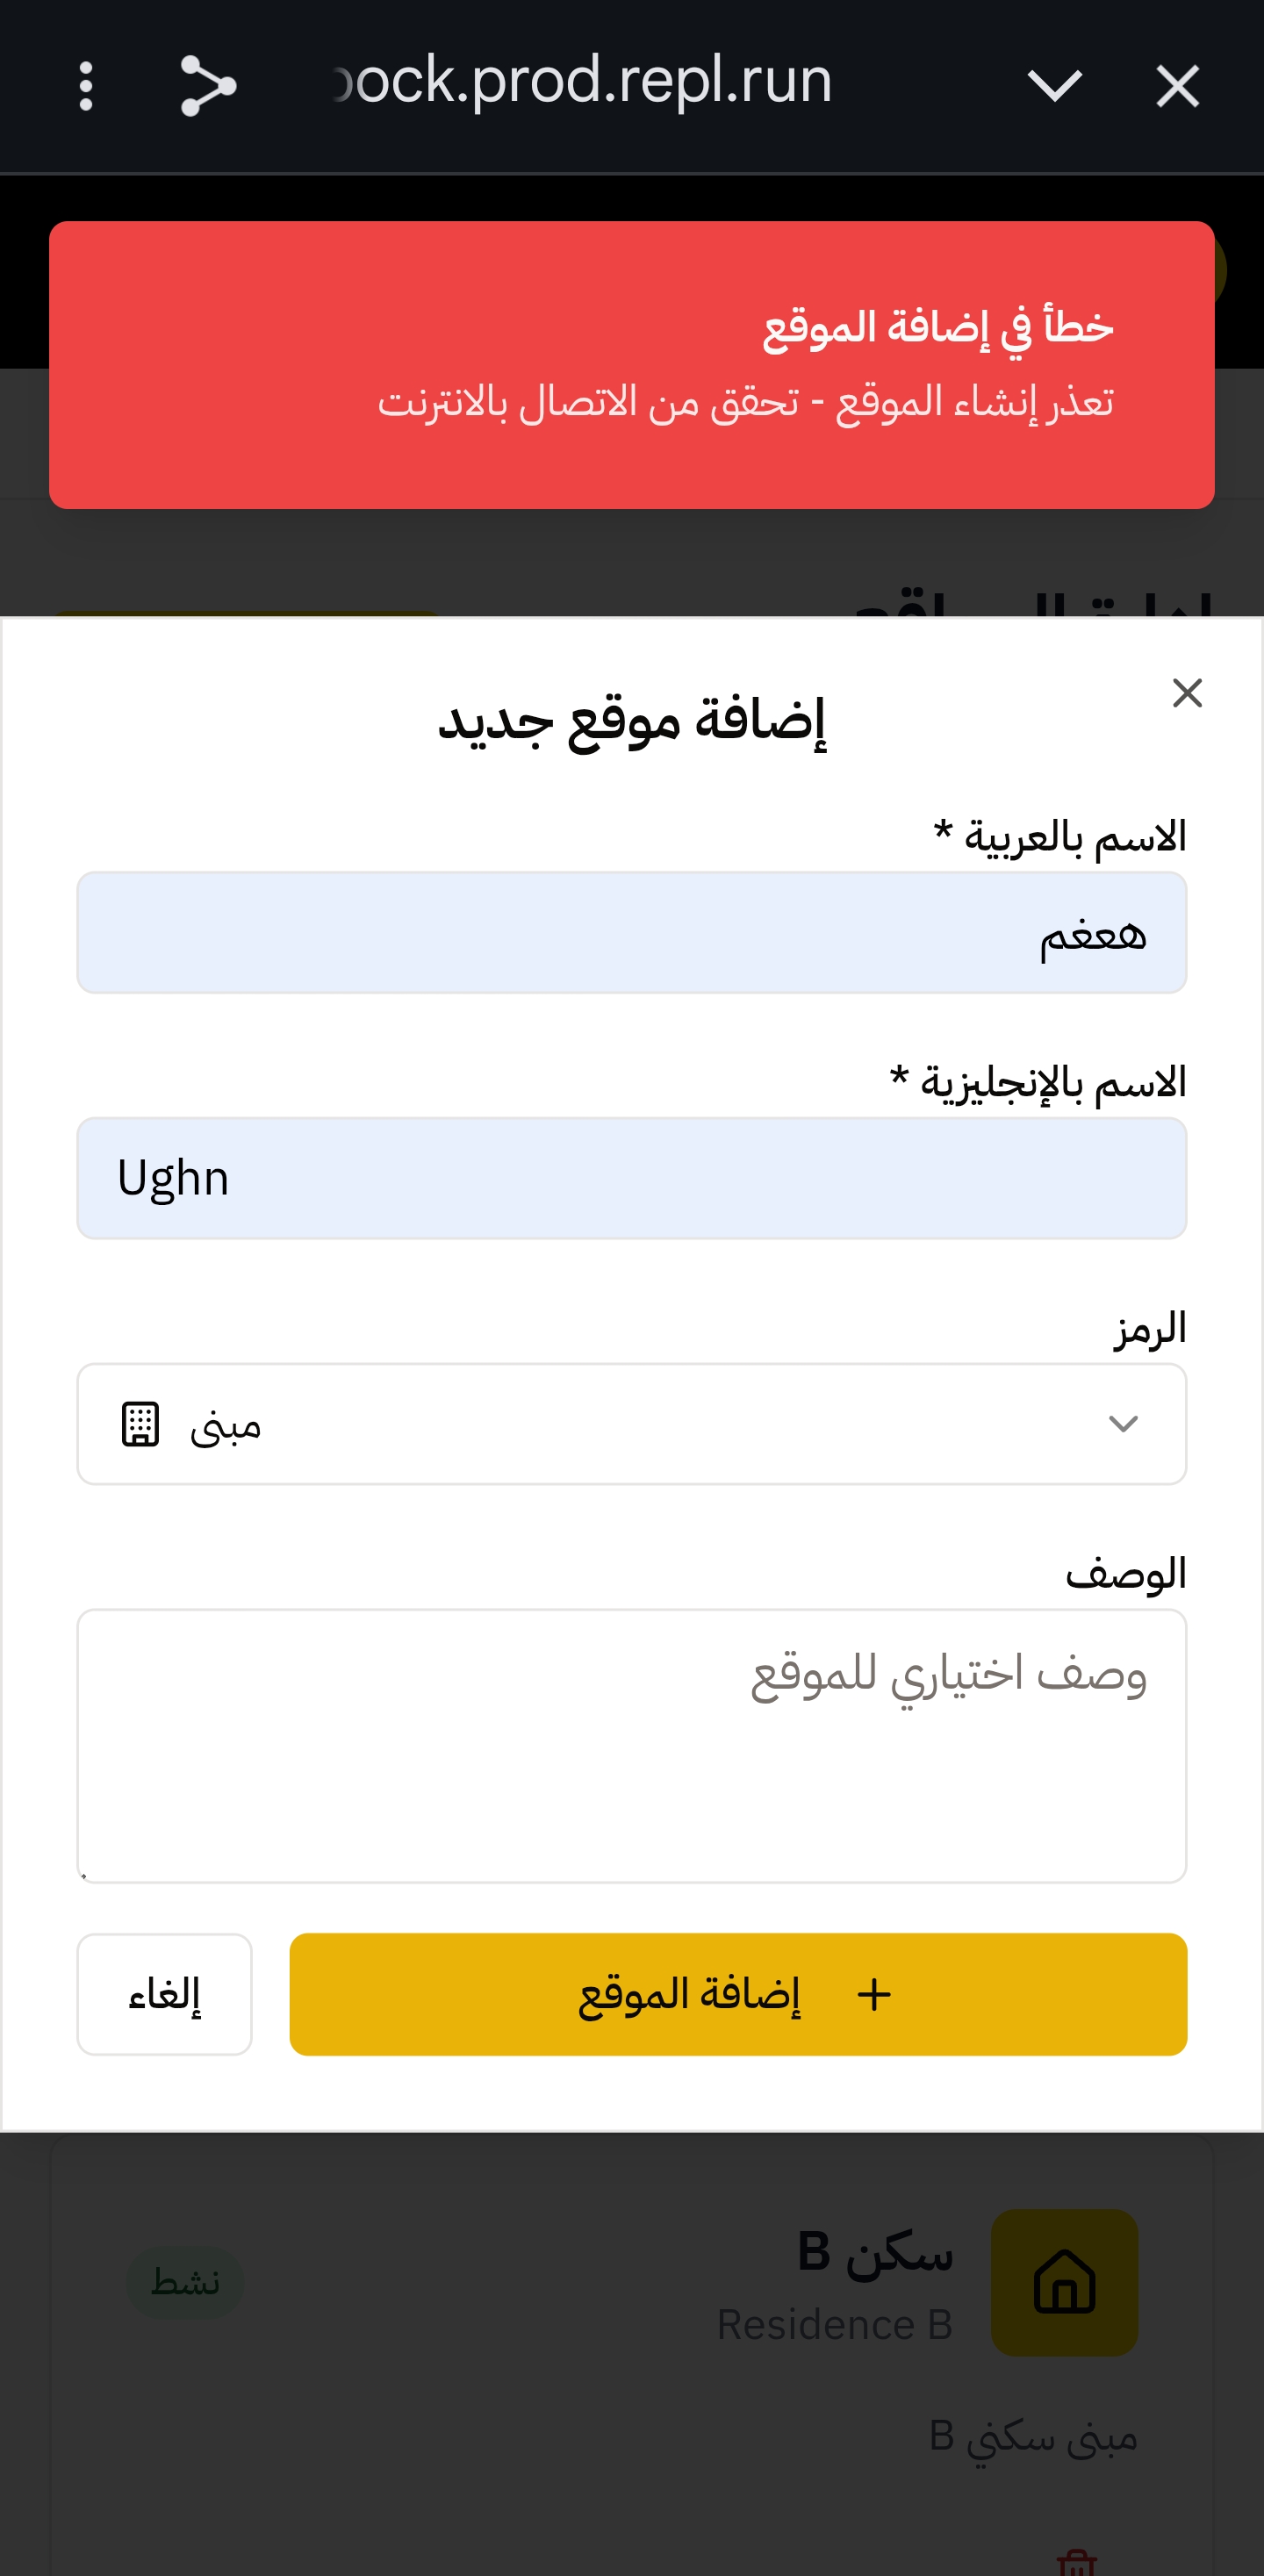 ock.prod.repl.run
خطأ في إضافة الموقع
تعذر إنشاء الموقع - تحقق من الاتصال بالانترنت
إضافة موقع جديد
الاسم بالعربية *
هععغم
الاسم بالإنجليزية *
Ughn
الرمز
مبنى
الوصف
وصف اختياري للموقع
إضافة الموقع
إلغاء
سكن B
نشط
Residence B
مبنى سكني B